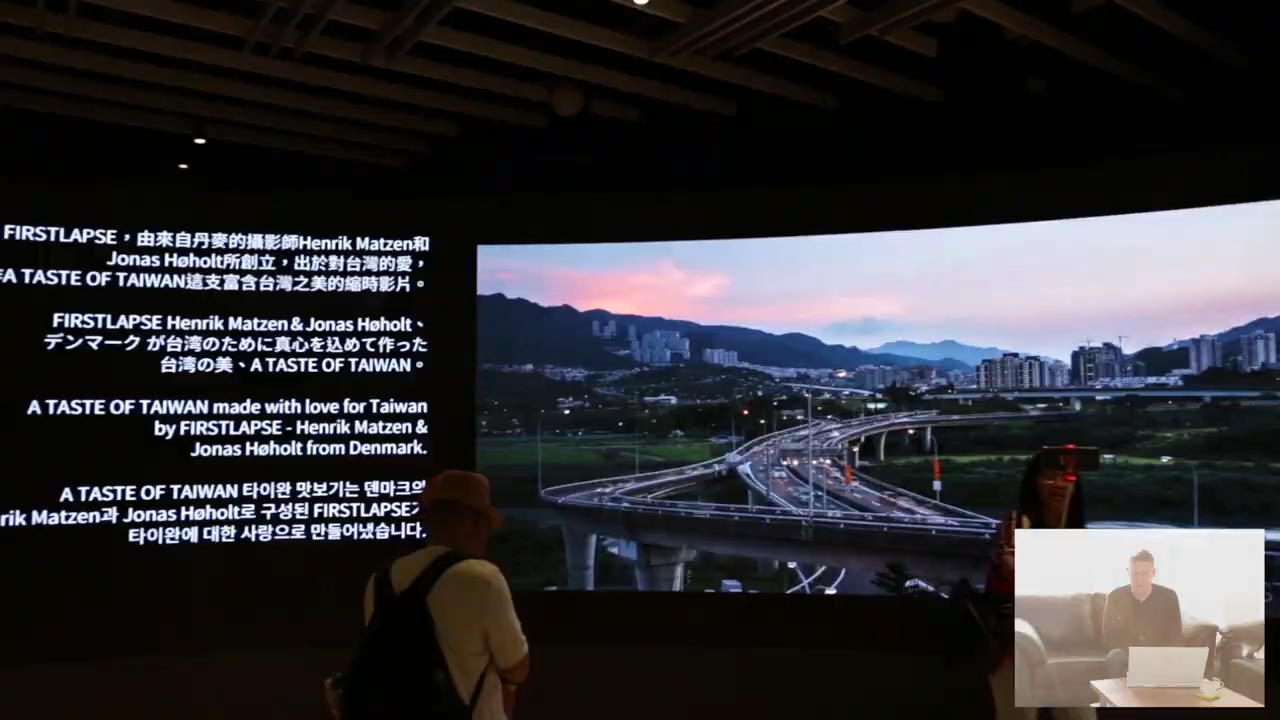 FIRSTLAPSE，由來自丹麥的攝影師Henrik Matzen和
Jonas Høholt所創立，出於對台灣的愛，
A TASTE OF TAIWAN這支富含台灣之美的縮時影片。
FIRSTLAPSE Henrik Matzen & Jonas Høholt、
デンマーク が台湾のために真心を込めて作った
台湾の美、A TASTE OF TAIWAN。
A TASTE OF TAIWAN made with love for Taiwan
by FIRSTLAPSE - Henrik Matzen &
Jonas Høholt from Denmark.
A TASTE OF TAIWAN 타이완 맛보기는 덴마크의
Matzen과 Jonas Høholt로 구성된 FIRSTLAPSE가
타이완에 대한 사랑으로 만들어냈습니다.